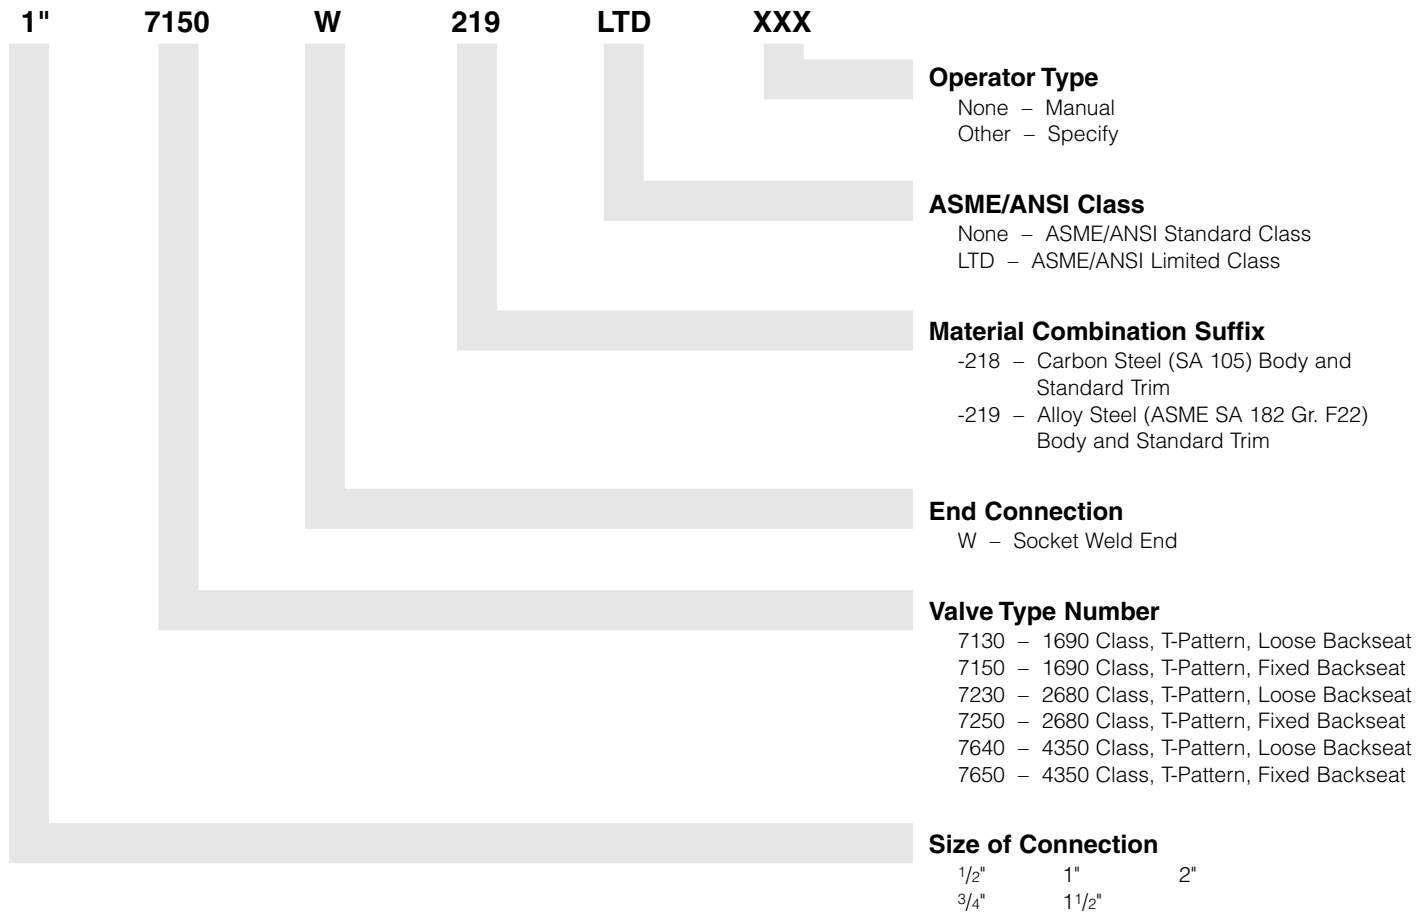 1" 7150 W 219 LTD XXX
Operator Type
None – Manual
Other – Specify
ASME/ANSI Class
None – ASME/ANSI Standard Class
LTD – ASME/ANSI Limited Class
Material Combination Suffix
-218 – Carbon Steel (SA 105) Body and
Standard Trim
-219 – Alloy Steel (ASME SA 182 Gr. F22)
Body and Standard Trim
End Connection
W – Socket Weld End
Valve Type Number
7130 – 1690 Class, T-Pattern, Loose Backseat
7150 – 1690 Class, T-Pattern, Fixed Backseat
7230 – 2680 Class, T-Pattern, Loose Backseat
7250 – 2680 Class, T-Pattern, Fixed Backseat
7640 – 4350 Class, T-Pattern, Loose Backseat
7650 – 4350 Class, T-Pattern, Fixed Backseat
Size of Connection
1/2" 1" 2"
3/4" 1 1/2"